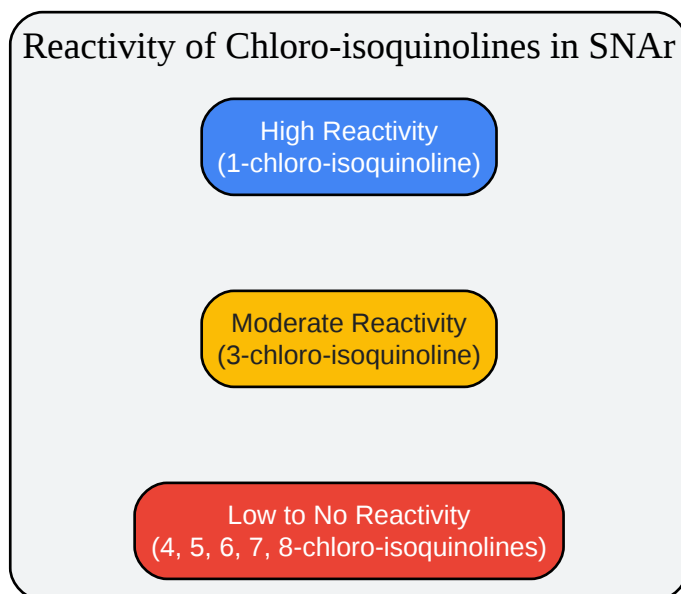 Reactivity of Chloro-isoquinolines in SNAr
High Reactivity
(1-chloro-isoquinoline)
Moderate Reactivity
(3-chloro-isoquinoline)
Low to No Reactivity
(4, 5, 6, 7, 8-chloro-isoquinolines)